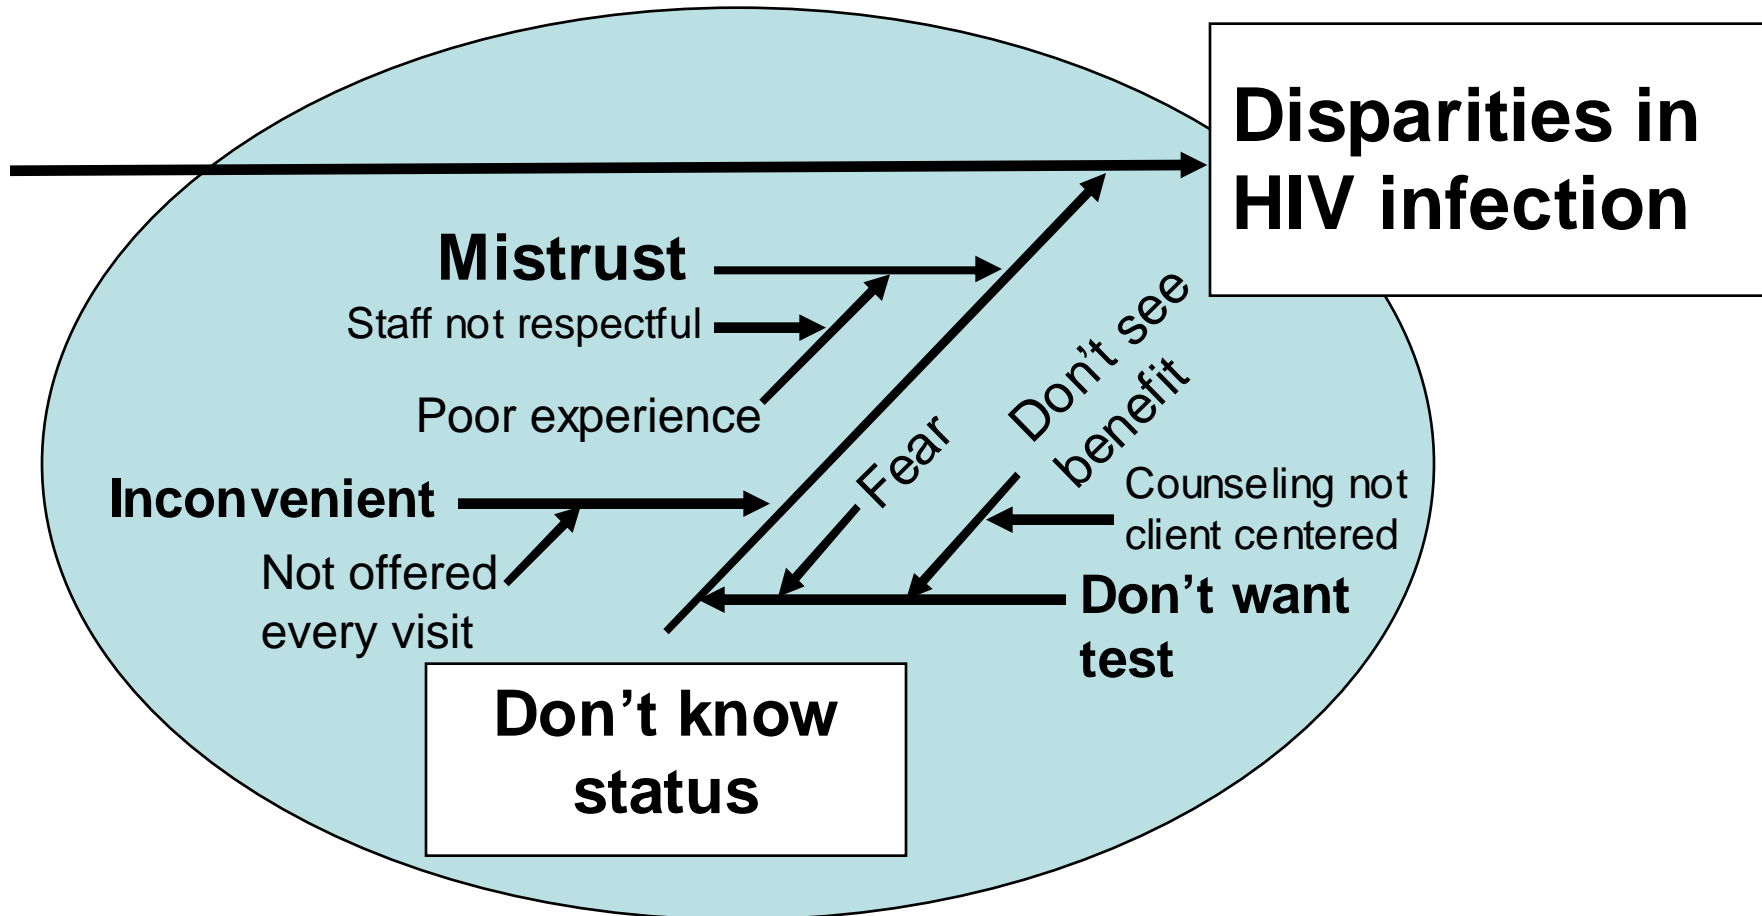 Disparities in
HIV infection
Mistrust
Staff not respectful
Poor experience
Don't see
benefit
Fear
Inconvenient
Not offered
every visit
Counseling not
client centered
Don't want
test
Don't know
status